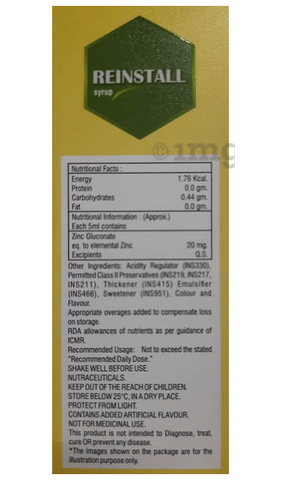 REINSTALL
syrup
©1mg
Nutritional Facts :
Energy 1.76 Kcal.
Protein 0.0 gm.
Carbohydrates 0.44 gm.
Fat 0.0 gm.
Nutritional Information : (Approx.)
Each 5ml contains
Zinc Gluconate
eq. to elemental Zinc 20 mg.
Excipients Q.S.
Other Ingredients: Acidity Regulator (INS330),
Permitted Class II Preservatives (INS219, INS217,
INS211), Thickener (INS415) Emulsifier
(INS466), Sweetener (INS951), Colour and
Flavour.
Appropriate overages added to compensate loss
on storage.
RDA allowances of nutrients as per guidance of
ICMR.
Recommended Usage: Not to exceed the stated
"Recommended Daily Dose."
SHAKE WELL BEFORE USE.
NUTRACEUTICALS.
KEEP OUT OF THE REACH OF CHILDREN.
STORE BELOW 25°C, IN A DRY PLACE.
PROTECT FROM LIGHT.
CONTAINS ADDED ARTIFICIAL FLAVOUR.
NOT FOR MEDICINAL USE.
This product is not intended to Diagnose, treat,
cure OR prevent any disease.
*The images shown on the package are for the
illustration purpose only.